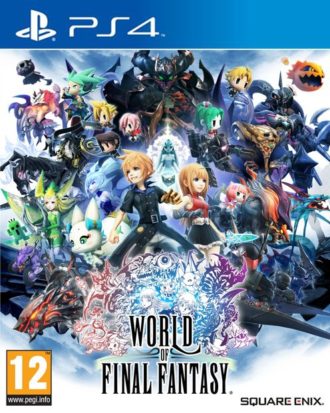 PS4
WORLD
OF
FINAL FANTASY®
12
www.pegi.info
SQUARE ENIX.